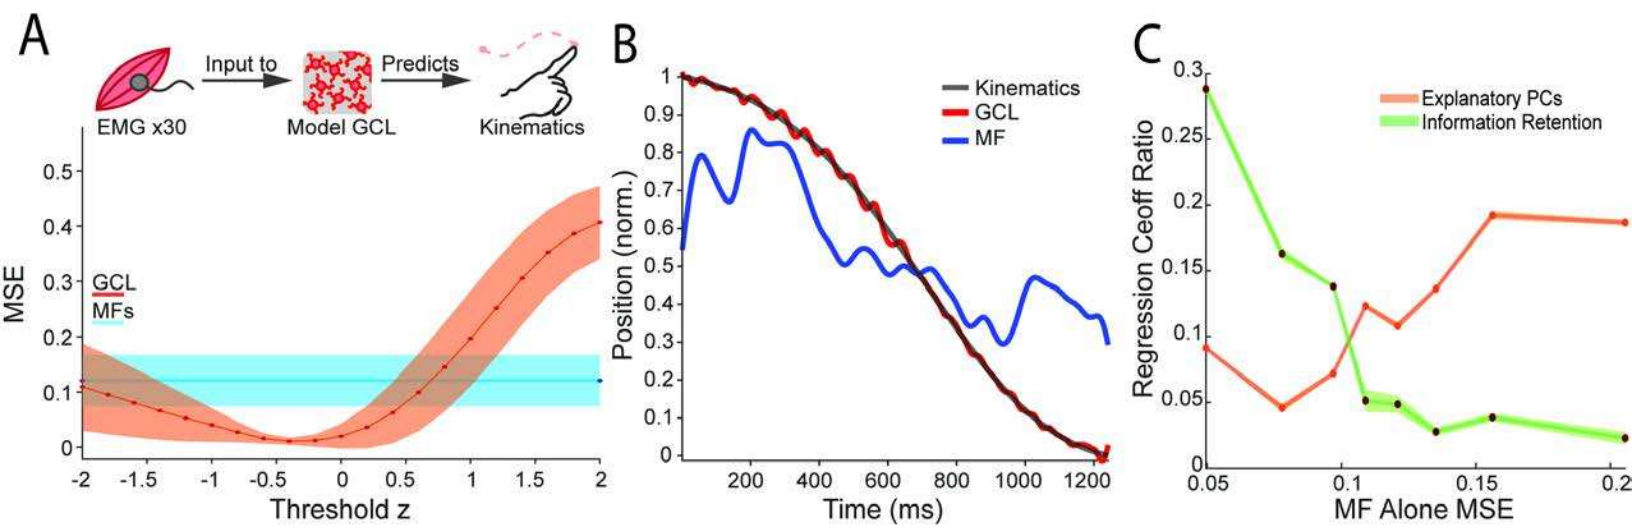 A
Input to
Predicts
EMG x30
Model GCL
Kinematics
MSE
0.5
0.4
0.3
0.2
0.1
0
GCL
MFs
-2
-1.5
-1
-0.5
0
0.5
1
1.5
2
Threshold z
B
Position (norm.)
1
0.9
0.8
0.7
0.6
0.5
0.4
0.3
0.2
0.1
0
Kinematics
GCL
MF
200
400
600
800
1000
1200
Time (ms)
C
Regression Ceoff Ratio
0.3
0.25
0.2
0.15
0.1
0.05
0
Explanatory PCs
Information Retention
0.05
0.1
0.15
0.2
MF Alone MSE